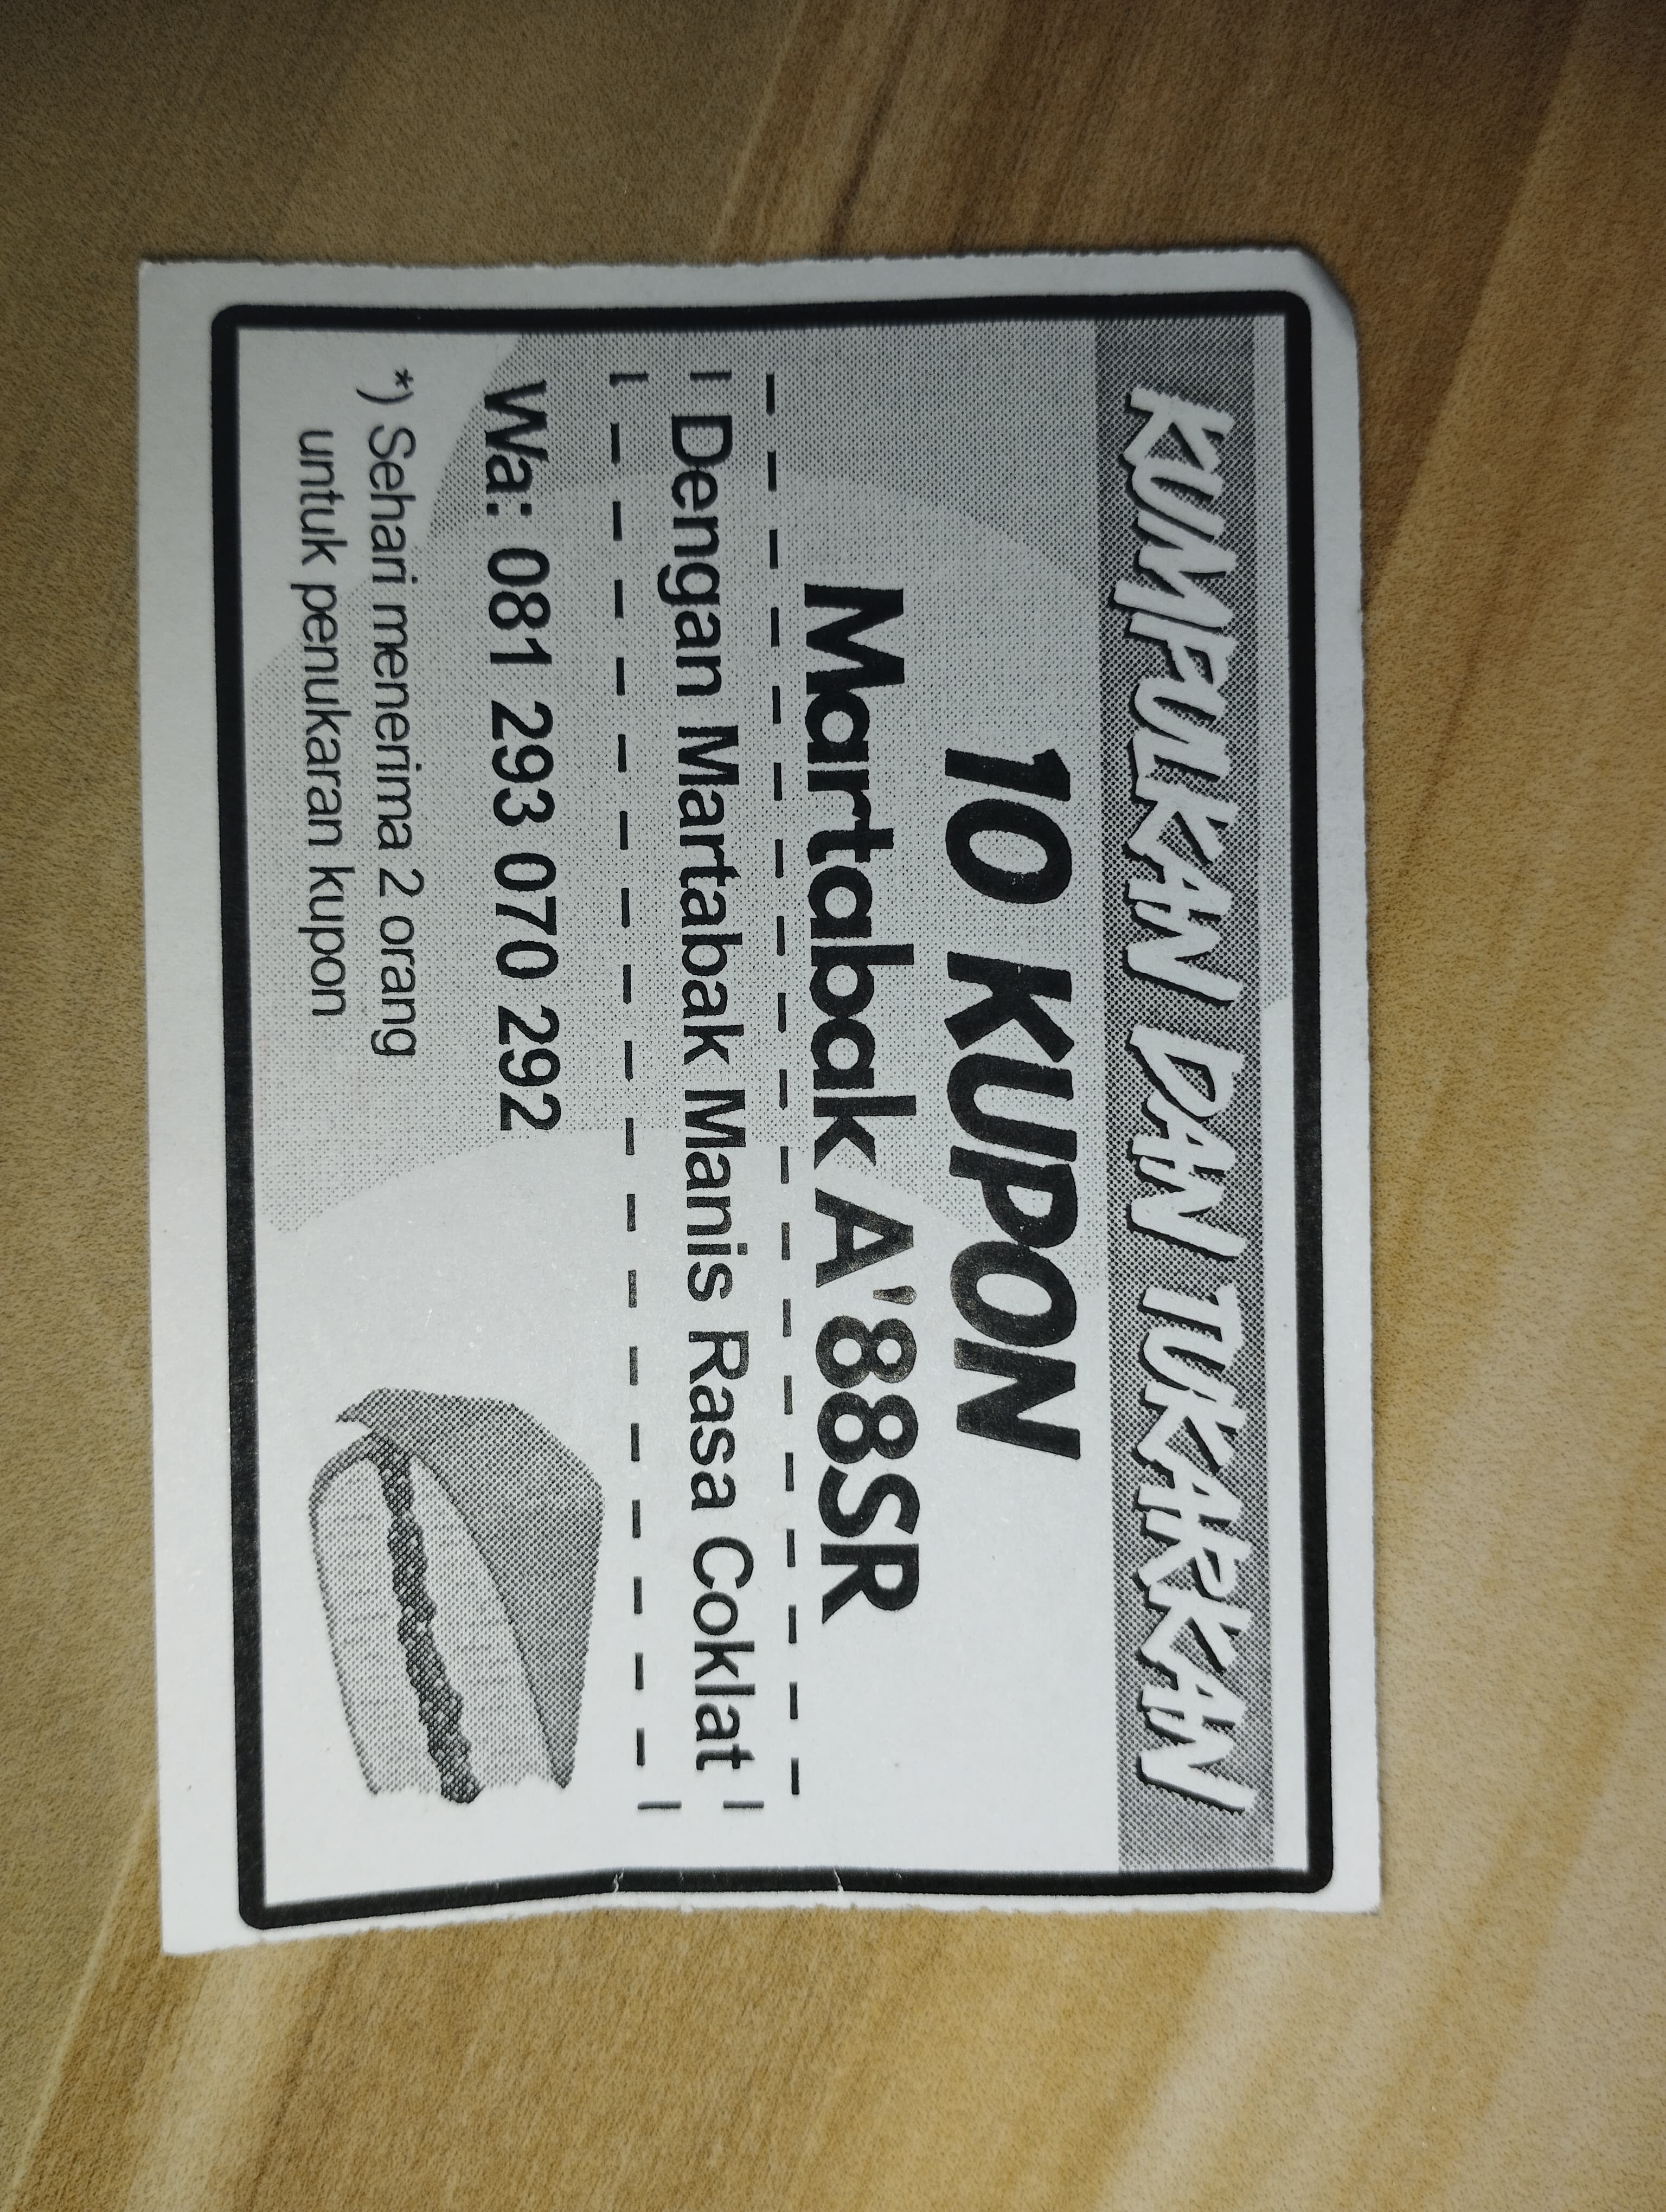 KUMPULKAN DAN TUKARKAN
10 KUPON
Martabak A'88SR
Dengan Martabak Manis Rasa Coklat
Wa: 081 293 070 292
*) Sehari menerima 2 orang
untuk penukaran kupon